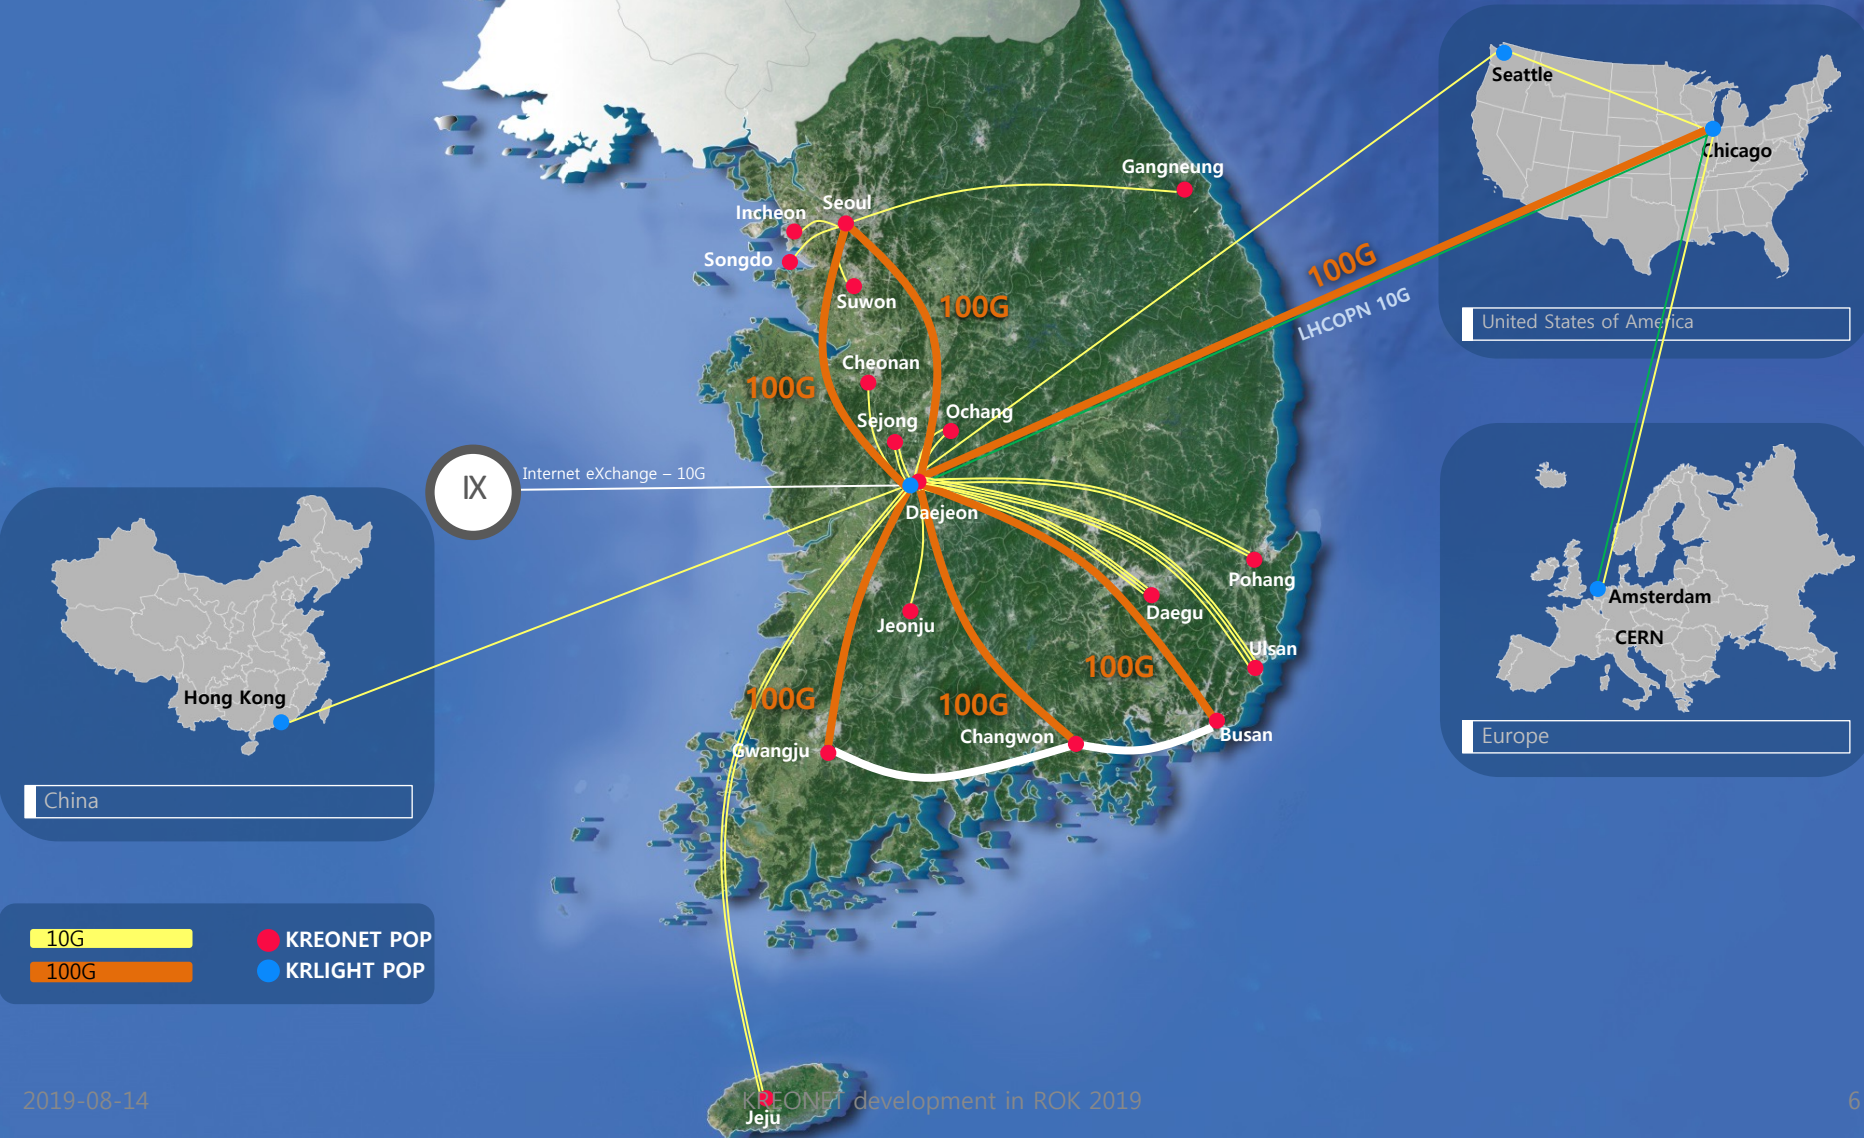 Seattle
Chicago
United States of America
Gangneung
Seoul
Incheon
Songdo
Suwon
100G
100G
LHCOPN 10G
100G
Cheonan
Sejong
Ochang
IX
Internet eXchange – 10G
Daejeon
Pohang
Daegu
Jeonju
Ulsan
Amsterdam
CERN
Europe
Hong Kong
China
100G
100G
100G
Gwangju
Changwon
Busan
10G
100G
KREONET POP
KRLIGHT POP
Jeju
2019-08-14
KREONET development in ROK 2019
6